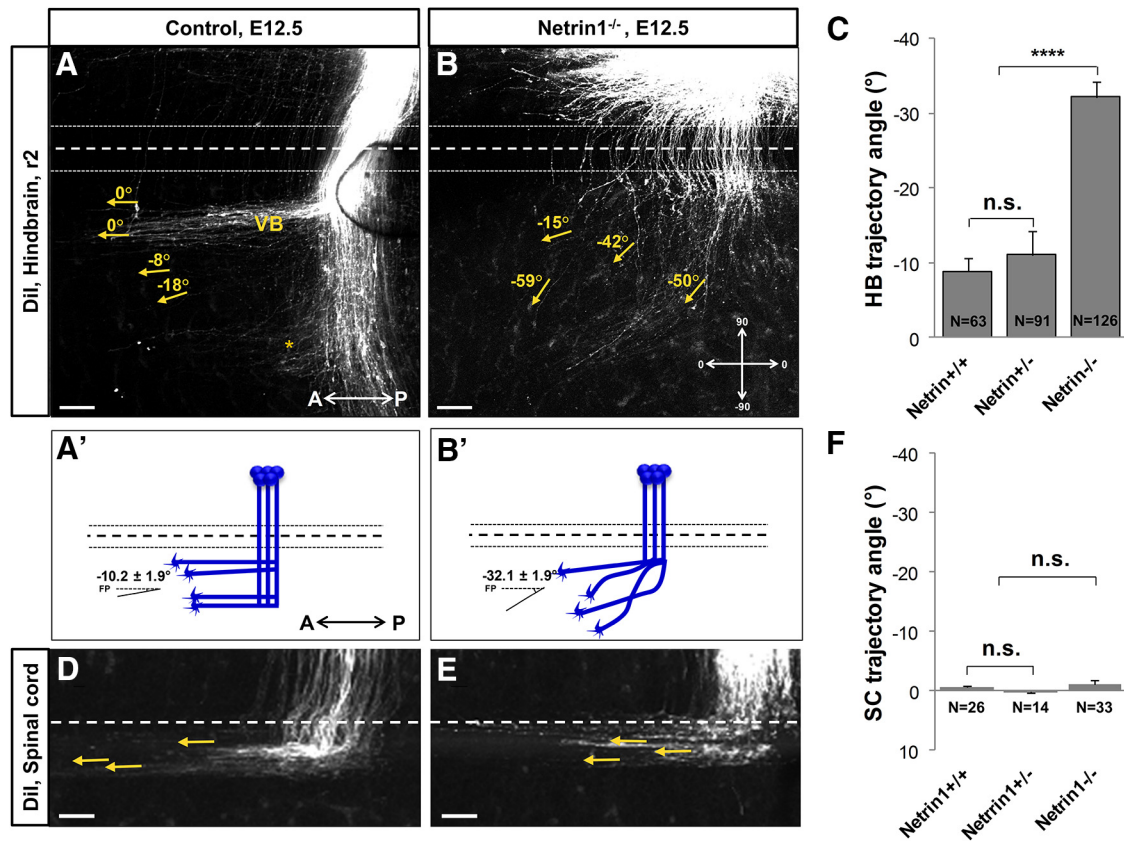 Control, E12.5
Netrin1-/-, E12.5
DiI, Hindbrain, r2
A
0°
0°
VB
-8°
-18°
*
A P
B
-15°
-42°
-59°
-50°
90
0 0
-90
C
HB trajectory angle (°)
-40
-30
-20
-10
0
****
n.s.
N=63
N=91
N=126
Netrin+/+
Netrin+/-
Netrin-/-
A’
-10.2 ± 1.9°
FP
A P
B’
-32.1 ± 1.9°
FP
DiI, Spinal cord
D
E
F
SC trajectory angle (°)
-40
-30
-20
-10
0
10
n.s.
n.s.
N=26
N=14
N=33
Netrin1+/+
Netrrin1+/-
Netrin1-/-